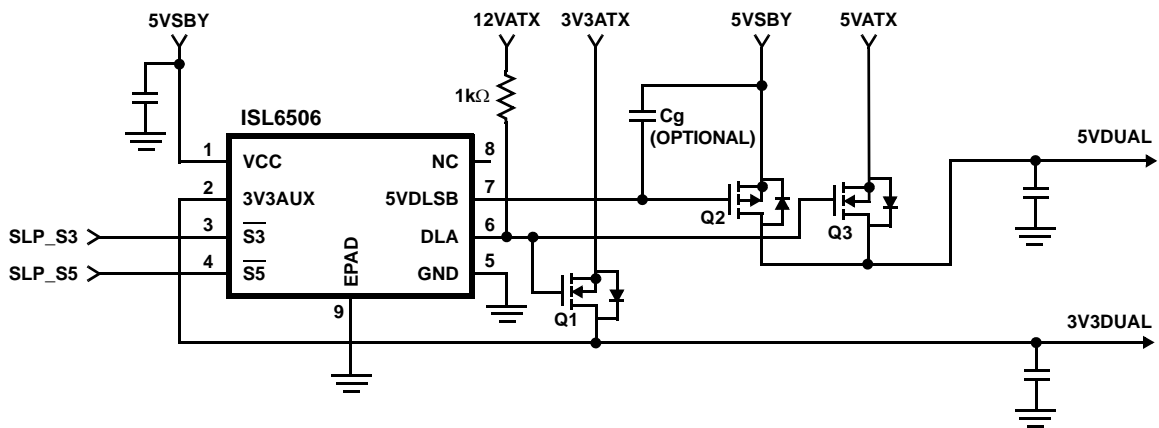 5VSBY
12VATX
3V3ATX
5VSBY
5VATX
1kΩ
Cg
(OPTIONAL)
ISL6506
1
VCC
NC
8
5VDUAL
2
3V3AUX
5VDLSB
7
Q2
Q3
SLP_S3
3
S3
DLA
6
SLP_S5
4
S5
EPAD
GND
5
9
Q1
3V3DUAL